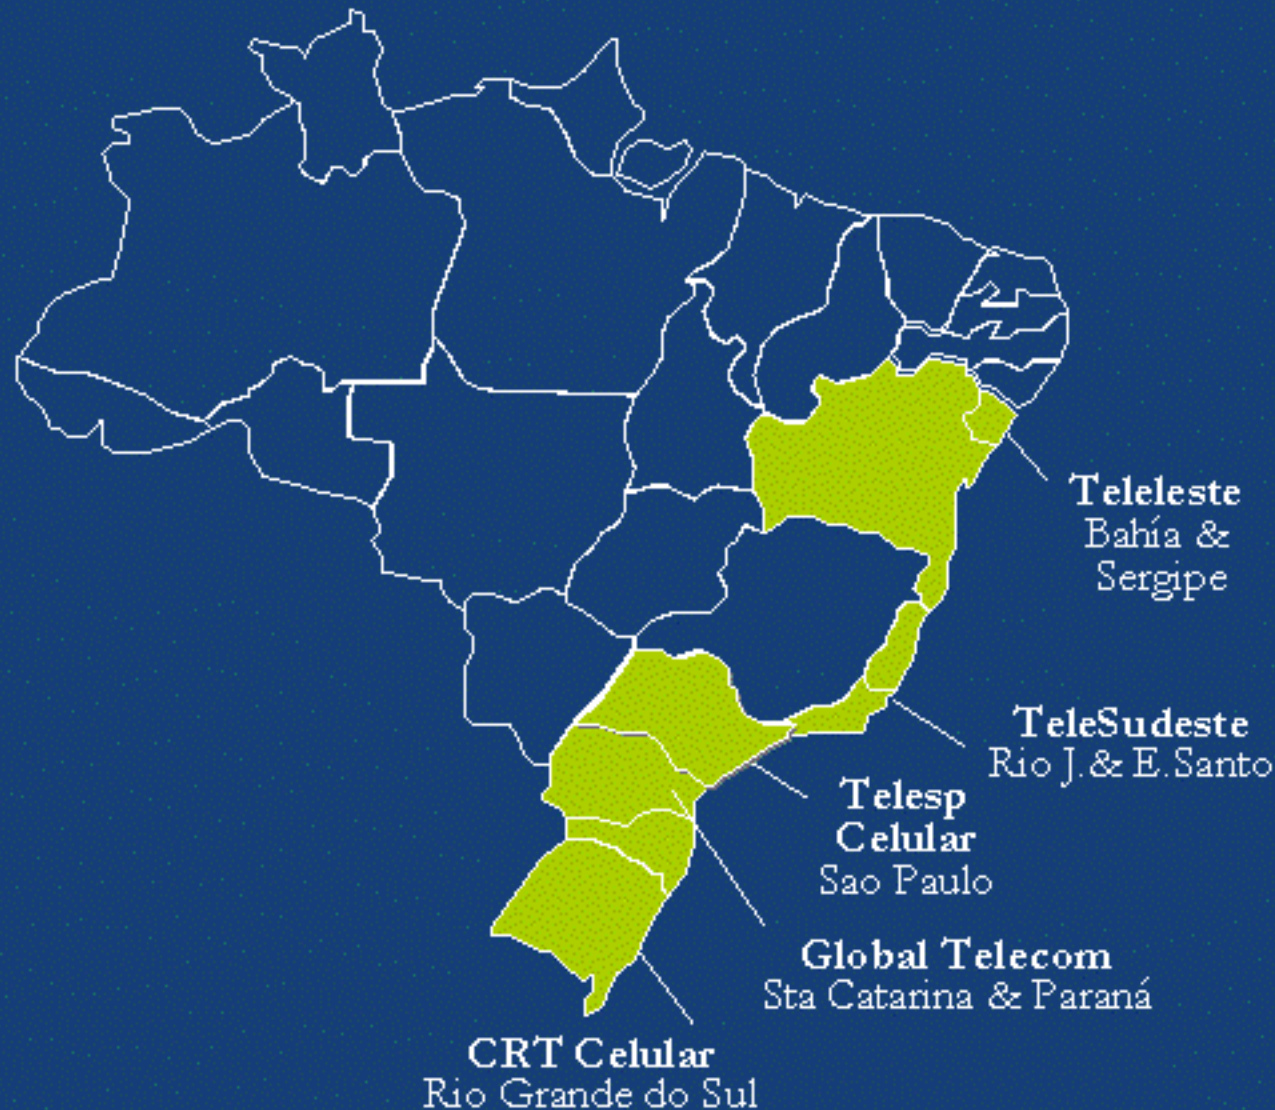 Teleleste
Bahía &
Sergipe
TeleSudeste
Rio J.& E.Santo
Telesp
Celular
Sao Paulo
Global Telecom
Sta Catarina & Paraná
CRT Celular
Rio Grande do Sul